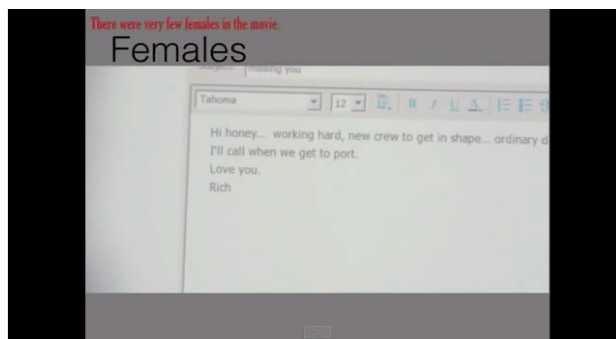 There were very few females in the movie.
Females
missing you
Tahoma 12 B I U A
Hi honey... working hard, new crew to get in shape... ordinary d
I'll call when we get to port.
Love you.
Rich